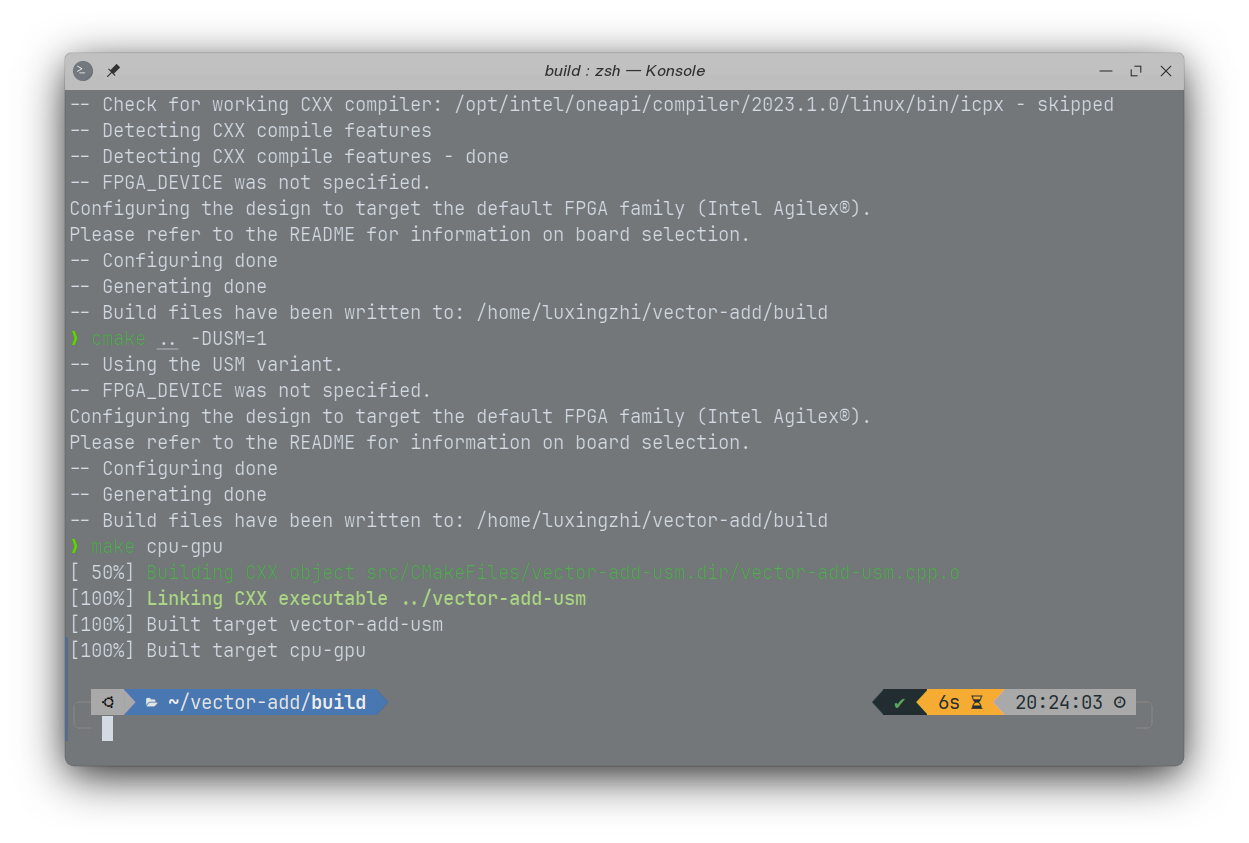 build : zsh — Konsole
-- Check for working CXX compiler: /opt/intel/oneapi/compiler/2023.1.0/linux/bin/icpx - skipped
-- Detecting CXX compile features
-- Detecting CXX compile features - done
-- FPGA_DEVICE was not specified.
Configuring the design to target the default FPGA family (Intel Agilex®).
Please refer to the README for information on board selection.
-- Configuring done
-- Generating done
-- Build files have been written to: /home/luxingzhi/vector-add/build
❯ cmake .. -DUSM=1
-- Using the USM variant.
-- FPGA_DEVICE was not specified.
Configuring the design to target the default FPGA family (Intel Agilex®).
Please refer to the README for information on board selection.
-- Configuring done
-- Generating done
-- Build files have been written to: /home/luxingzhi/vector-add/build
❯ make cpu-gpu
[ 50%] Building CXX object src/CMakeFiles/vector-add-usm.dir/vector-add-usm.cpp.o
[100%] Linking CXX executable ../vector-add-usm
[100%] Built target vector-add-usm
[100%] Built target cpu-gpu
~/vector-add/build ✔ 6s 20:24:03